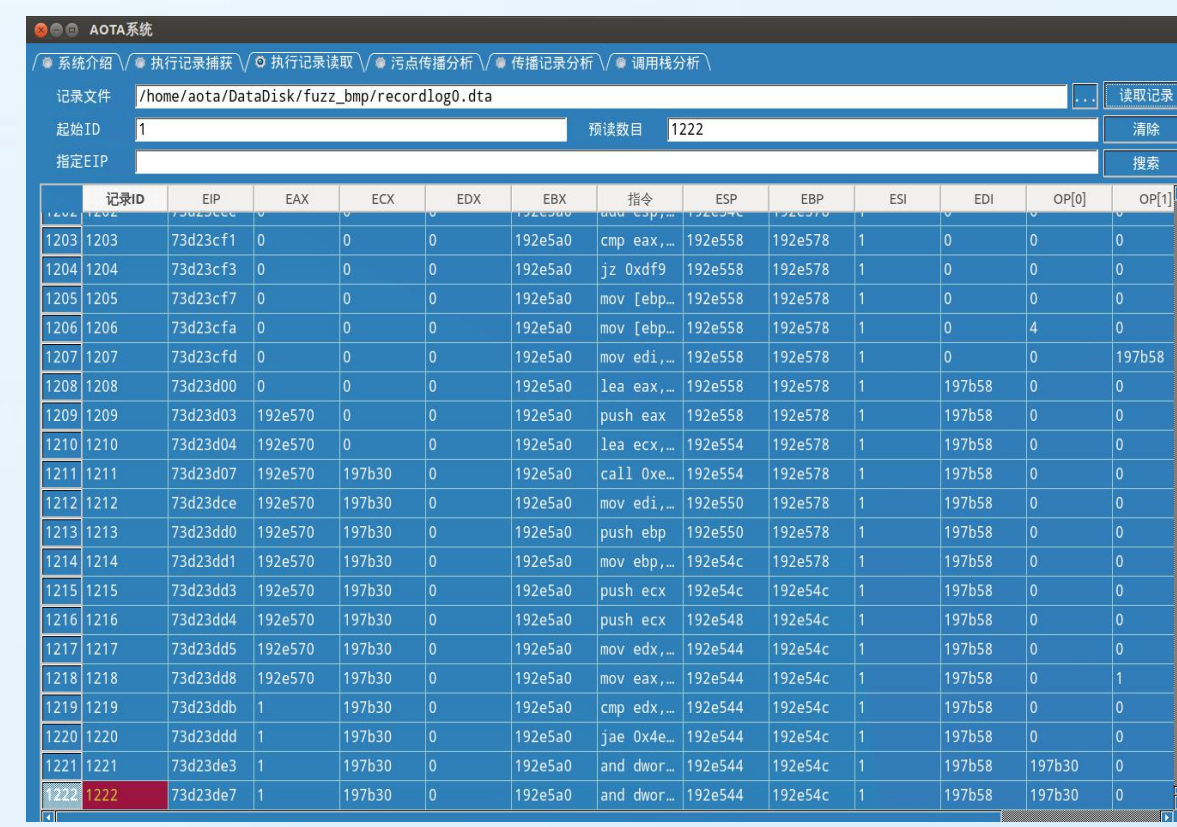 AOTA系统
系统介绍 执行记录捕获 执行记录读取 污点传播分析 传播记录分析 调用栈分析
记录文件 /home/aota/DataDisk/fuzz_bmp/recordlog0.dta ... 读取记录
起始ID 1 预读数目 1222 清除
指定EIP 搜索
记录ID EIP EAX ECX EDX EBX 指令 ESP EBP ESI EDI OP[0] OP[1]
1203 1203 73d23cf1 0 0 0 192e5a0 cmp eax,… 192e558 192e578 1 0 0 0
1204 1204 73d23cf3 0 0 0 192e5a0 jz 0xdf9 192e558 192e578 1 0 0 0
1205 1205 73d23cf7 0 0 0 192e5a0 mov [ebp… 192e558 192e578 1 0 0 0
1206 1206 73d23cfa 0 0 0 192e5a0 mov [ebp… 192e558 192e578 1 0 4 0
1207 1207 73d23cfd 0 0 0 192e5a0 mov edi,… 192e558 192e578 1 0 0 197b58
1208 1208 73d23d00 0 0 0 192e5a0 lea eax,… 192e558 192e578 1 197b58 0 0
1209 1209 73d23d03 192e570 0 0 192e5a0 push eax 192e558 192e578 1 197b58 0 0
1210 1210 73d23d04 192e570 0 0 192e5a0 lea ecx,… 192e554 192e578 1 197b58 0 0
1211 1211 73d23d07 192e570 197b30 0 192e5a0 call 0xe… 192e554 192e578 1 197b58 0 0
1212 1212 73d23dce 192e570 197b30 0 192e5a0 mov edi,… 192e550 192e578 1 197b58 0 0
1213 1213 73d23dd0 192e570 197b30 0 192e5a0 push ebp 192e550 192e578 1 197b58 0 0
1214 1214 73d23dd1 192e570 197b30 0 192e5a0 mov ebp,… 192e54c 192e578 1 197b58 0 0
1215 1215 73d23dd3 192e570 197b30 0 192e5a0 push ecx 192e54c 192e54c 1 197b58 0 0
1216 1216 73d23dd4 192e570 197b30 0 192e5a0 push ecx 192e548 192e54c 1 197b58 0 0
1217 1217 73d23dd5 192e570 197b30 0 192e5a0 mov edx,… 192e544 192e54c 1 197b58 0 0
1218 1218 73d23dd8 192e570 197b30 0 192e5a0 mov eax,… 192e544 192e54c 1 197b58 0 1
1219 1219 73d23ddb 1 197b30 0 192e5a0 cmp edx,… 192e544 192e54c 1 197b58 0 0
1220 1220 73d23ddd 1 197b30 0 192e5a0 jae 0x4e… 192e544 192e54c 1 197b58 0 0
1221 1221 73d23de3 1 197b30 0 192e5a0 and dwor… 192e544 192e54c 1 197b58 197b30 0
1222 1222 73d23de7 1 197b30 0 192e5a0 and dwor… 192e544 192e54c 1 197b58 197b30 0